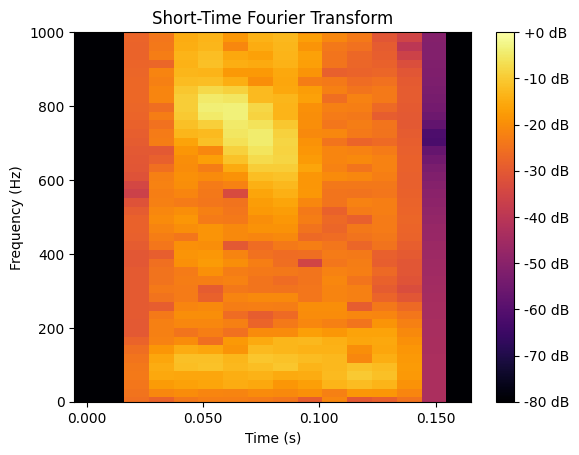 Short-Time Fourier Transform
1000
800
600
400
200
0
Frequency (Hz)
0.000
0.050
0.100
0.150
Time (s)
+0 dB
-10 dB
-20 dB
-30 dB
-40 dB
-50 dB
-60 dB
-70 dB
-80 dB